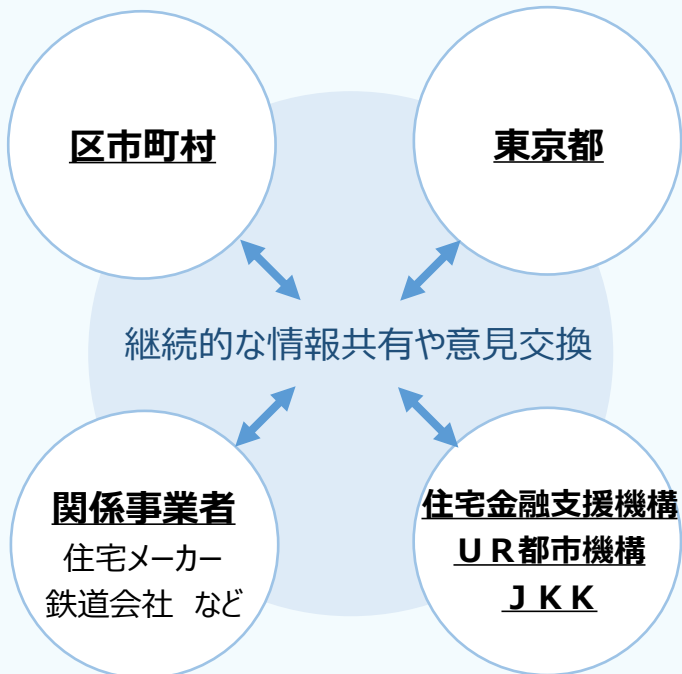 区市町村
東京都
継続的な情報共有や意見交換
関係事業者
住宅メーカー
鉄道会社 など
住宅金融支援機構
UR都市機構
JKK